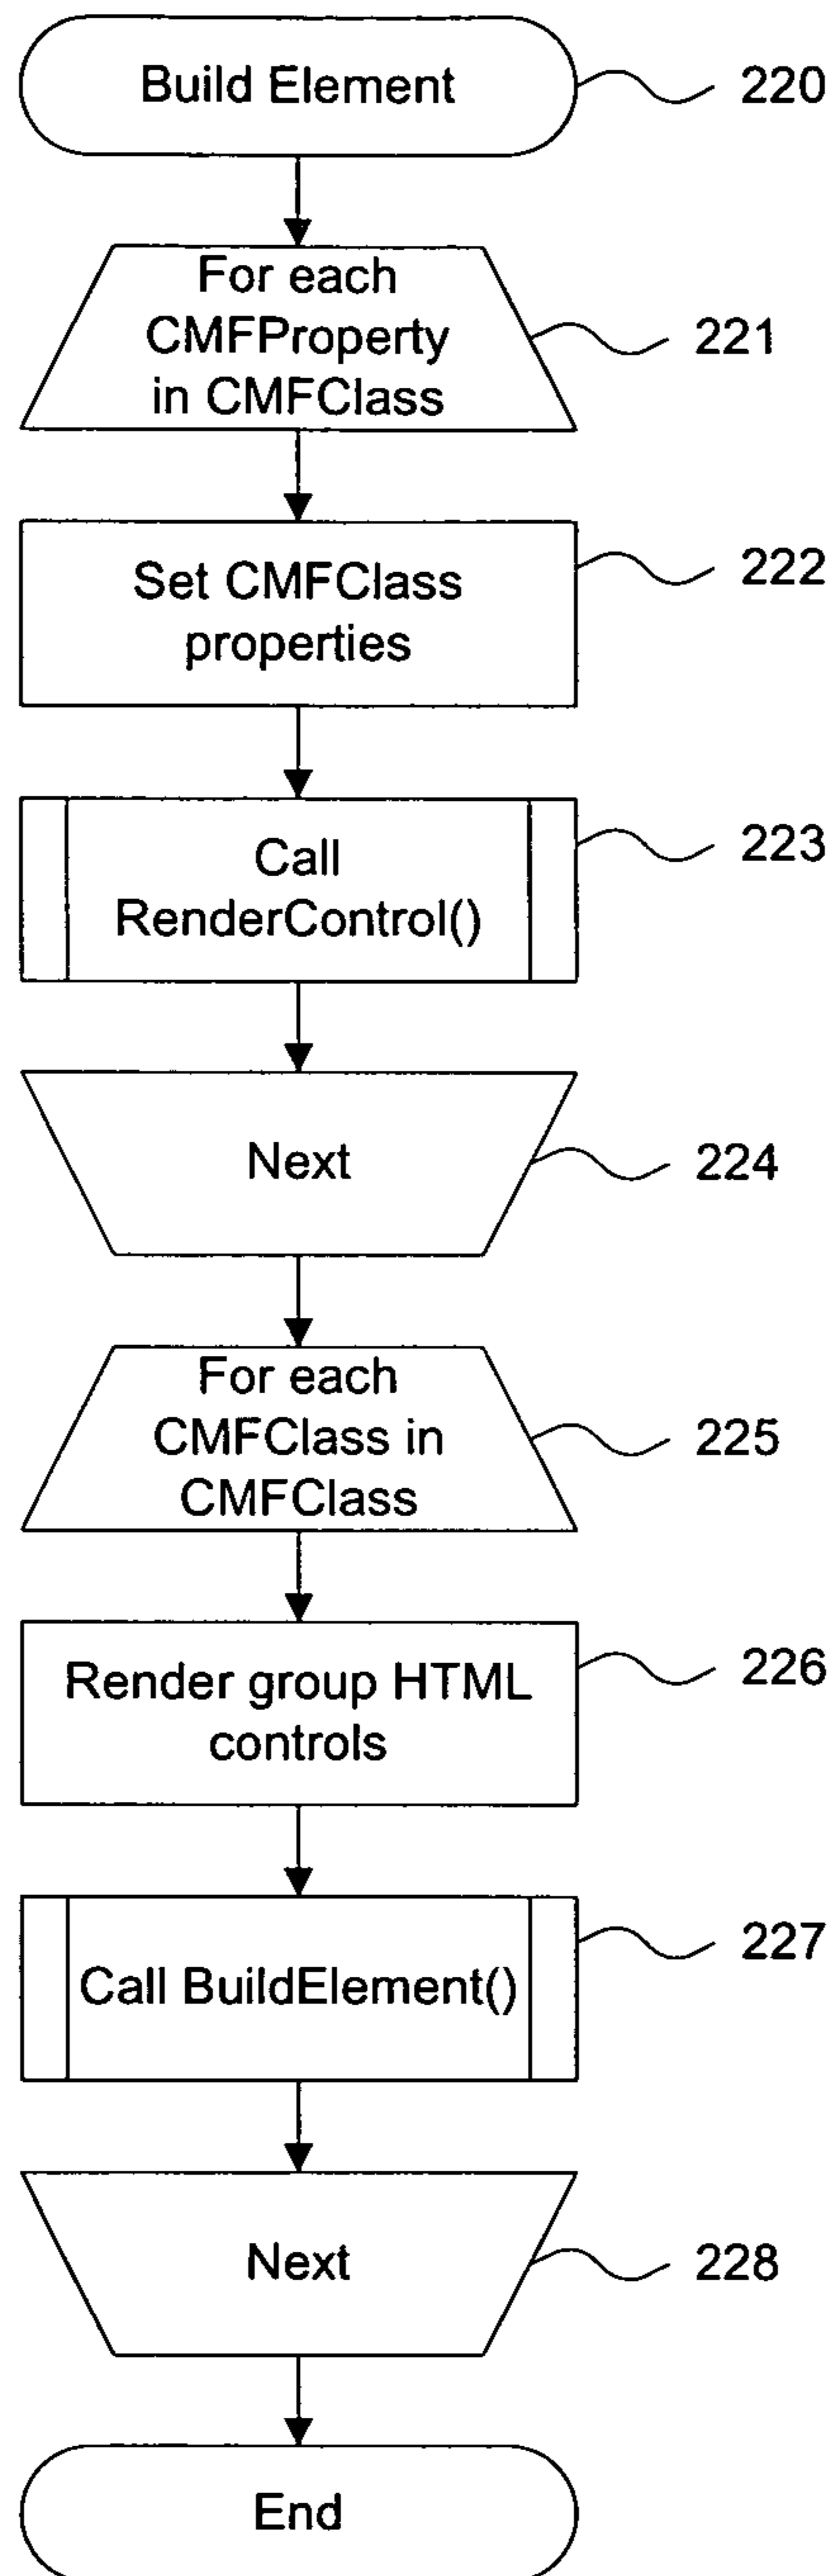 Build Element
220
For each
CMFProperty
in CMFClass
221
Set CMFClass
properties
222
Call
RenderControl()
223
Next
224
For each
CMFClass in
CMFClass
225
Render group HTML
controls
226
Call BuildElement()
227
Next
228
End